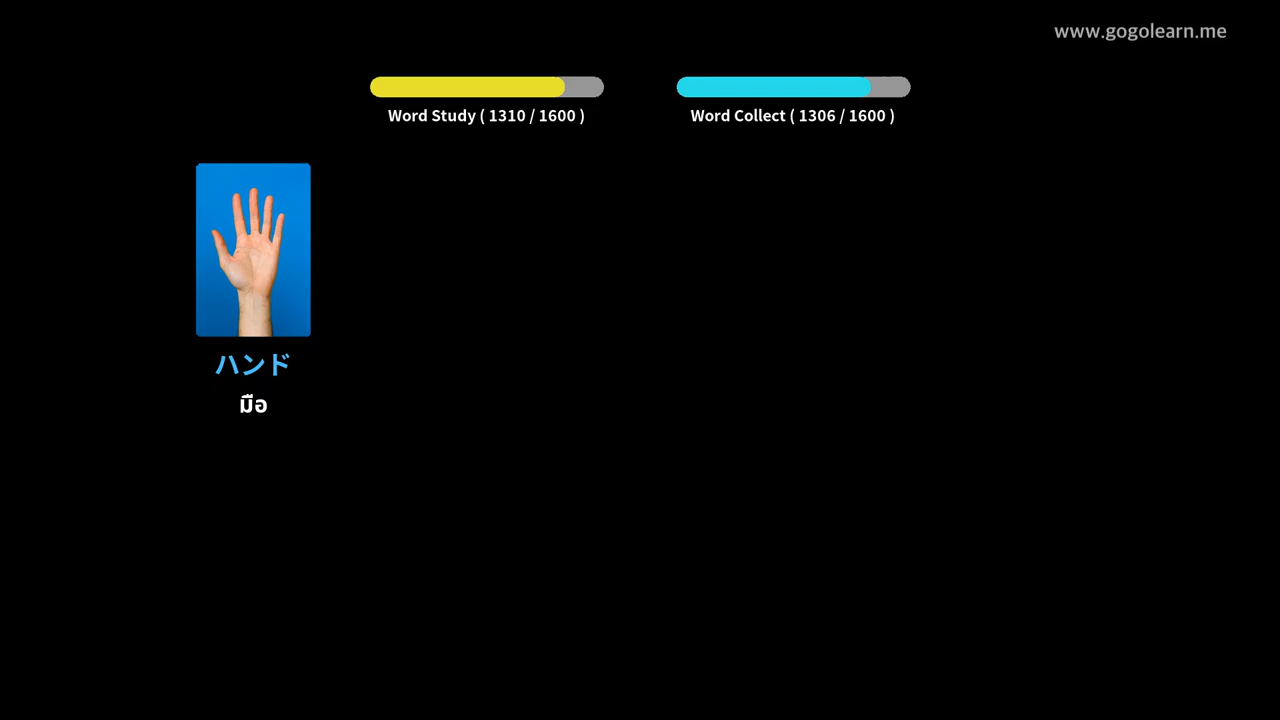 www.gogolearn.me
Word Study ( 1310 / 1600 )
Word Collect ( 1306 / 1600 )
ハンド
มือ